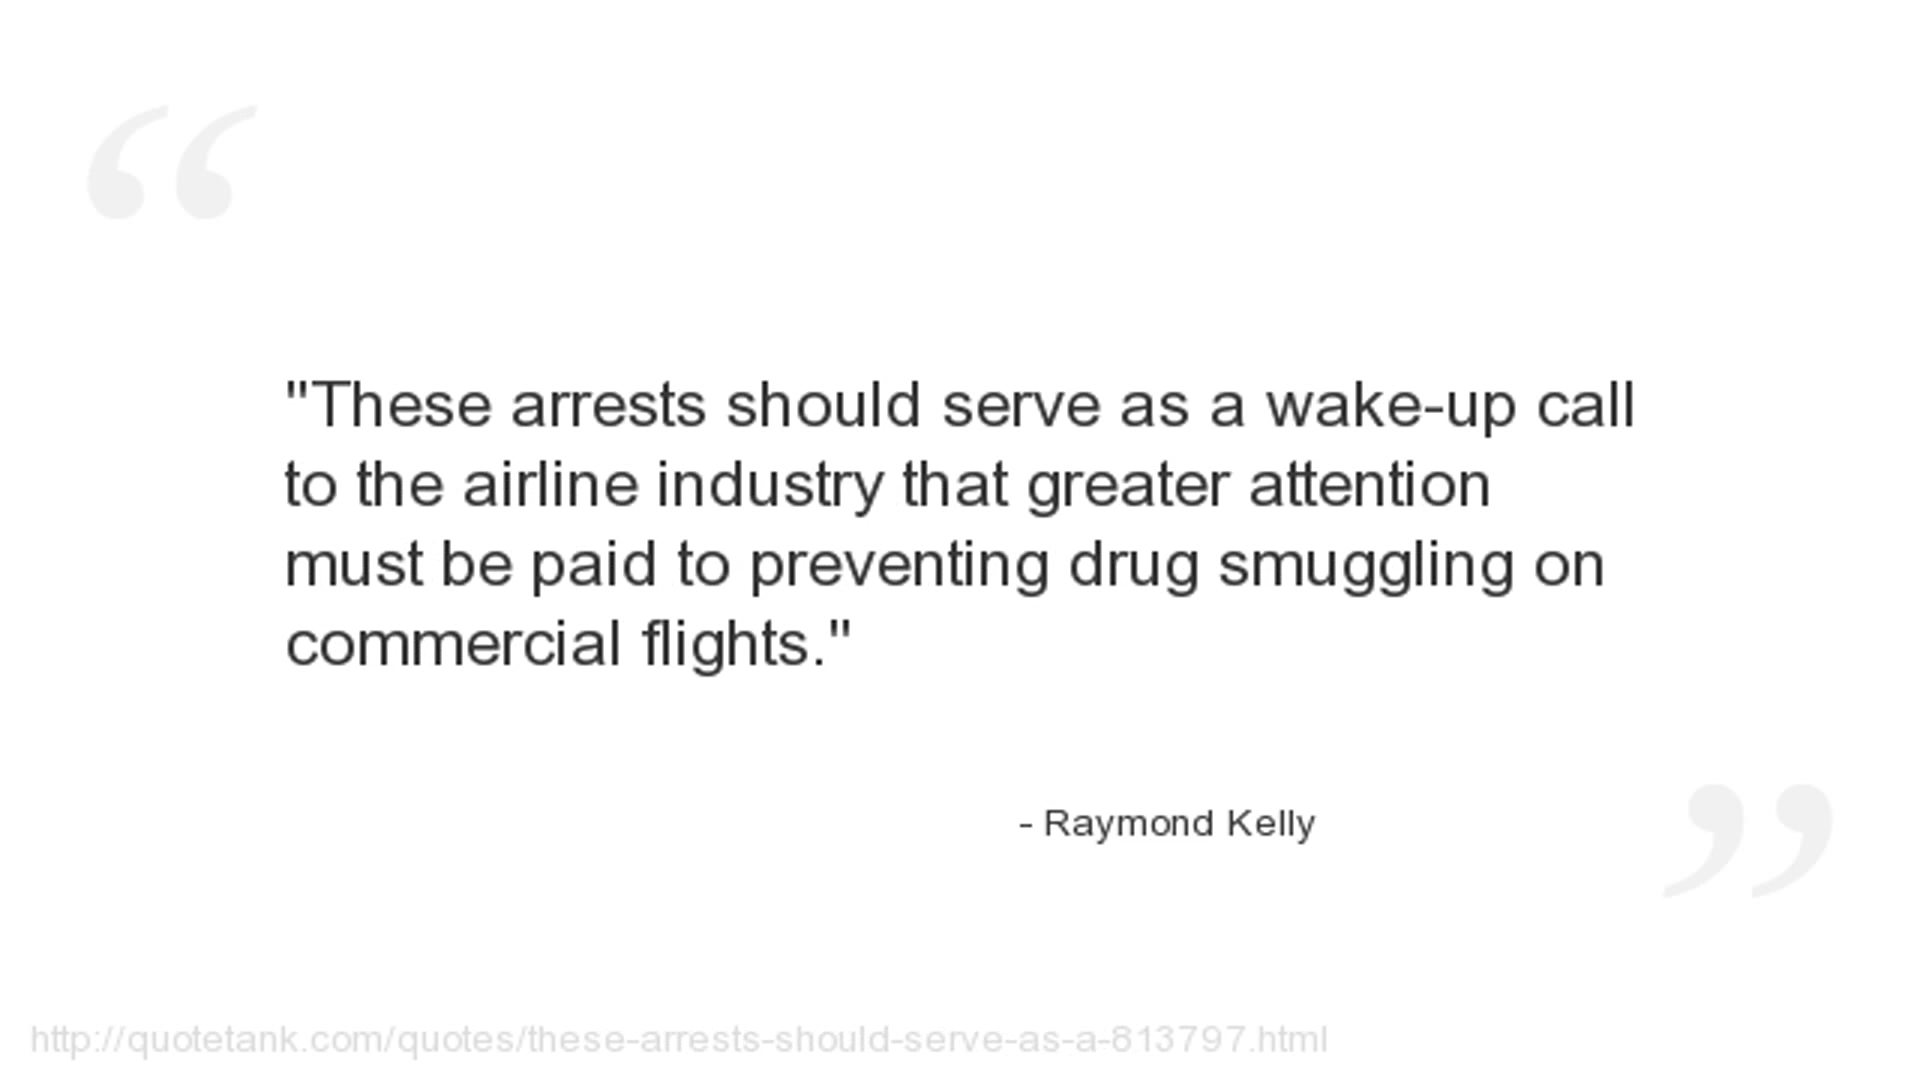 "These arrests should serve as a wake-up call
to the airline industry that greater attention
must be paid to preventing drug smuggling on
commercial flights."
- Raymond Kelly
http://quotetank.com/quotes/these-arrests-should-serve-as-a-813797.html